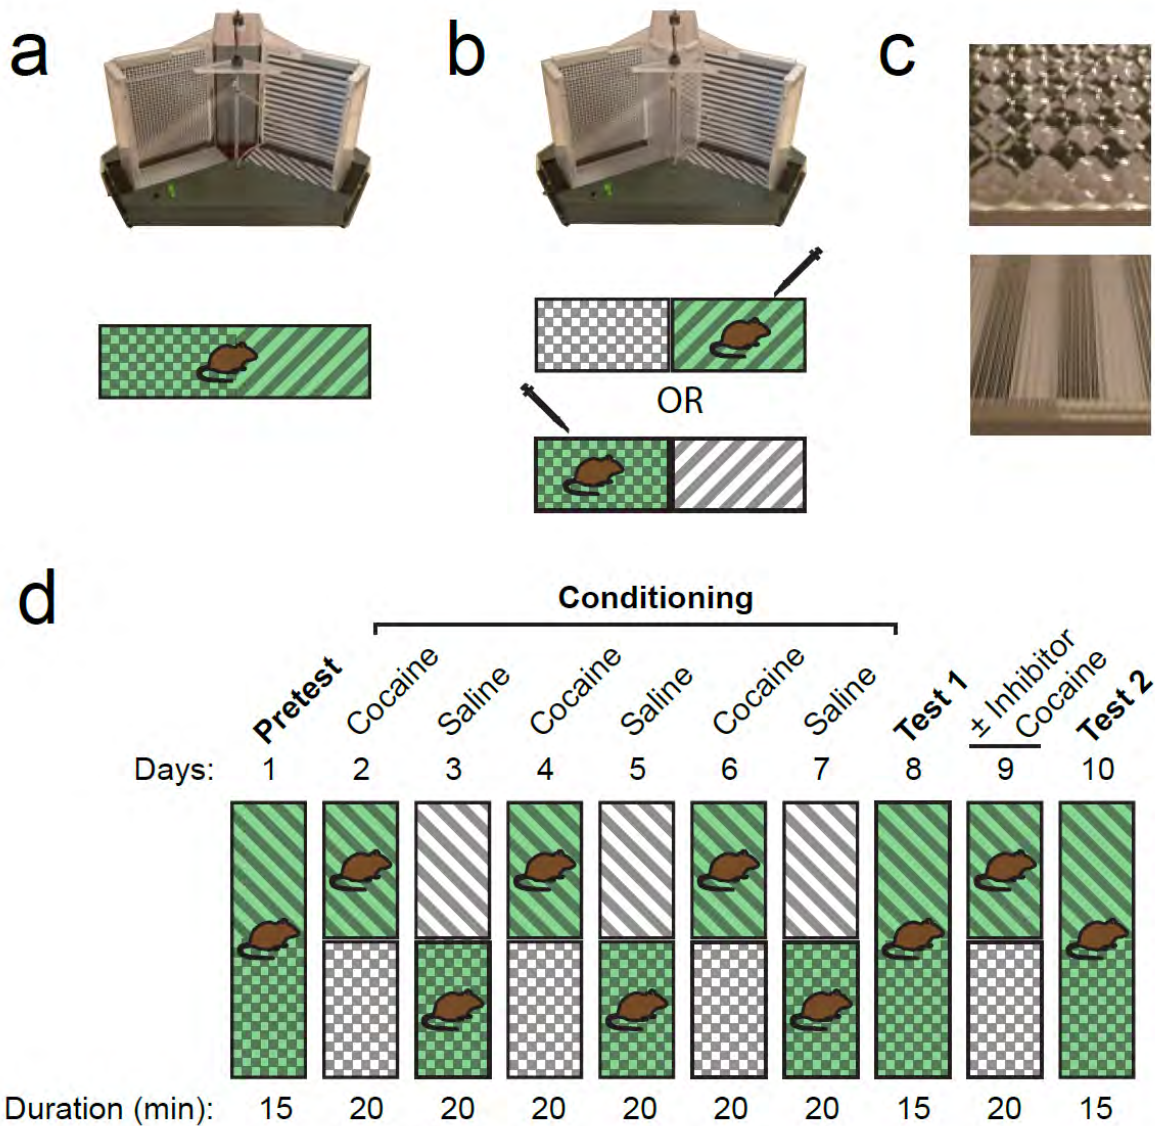 a
b
c
OR
d
Conditioning
Pretest
Cocaine
Saline
Cocaine
Saline
Cocaine
Saline
Test 1
± Inhibitor
Cocaine
Test 2
Days: 1 2 3 4 5 6 7 8 9 10
Duration (min): 15 20 20 20 20 20 20 15 20 15